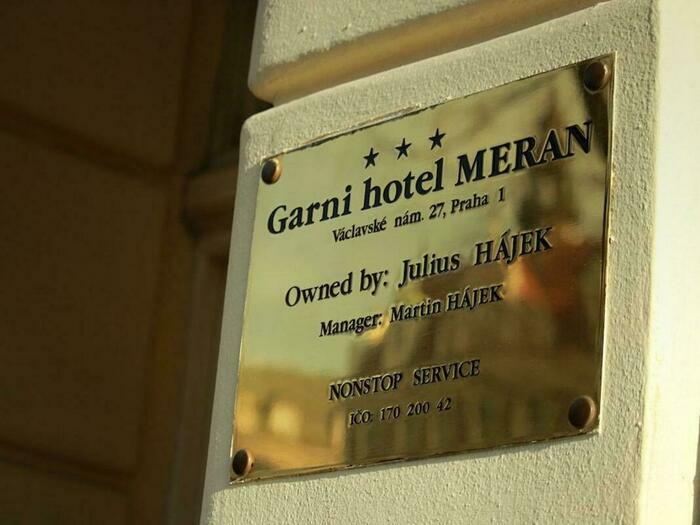 ★ ★ ★
Garni hotel MERAN
Václavské nám. 27, Praha 1
Owned by: Julius HÁJEK
Manager: Martin HÁJEK
NONSTOP SERVICE
IČO: 170 200 42